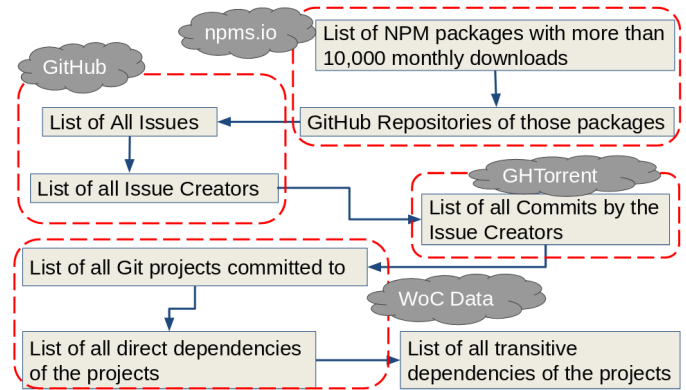 npms.io
List of NPM packages with more than
10,000 monthly downloads
GitHub
List of All Issues
GitHub Repositories of those packages
GHTorrent
List of all Issue Creators
List of all Commits by the
Issue Creators
List of all Git projects committed to
WoC Data
List of all direct dependencies
of the projects
List of all transitive
dependencies of the projects